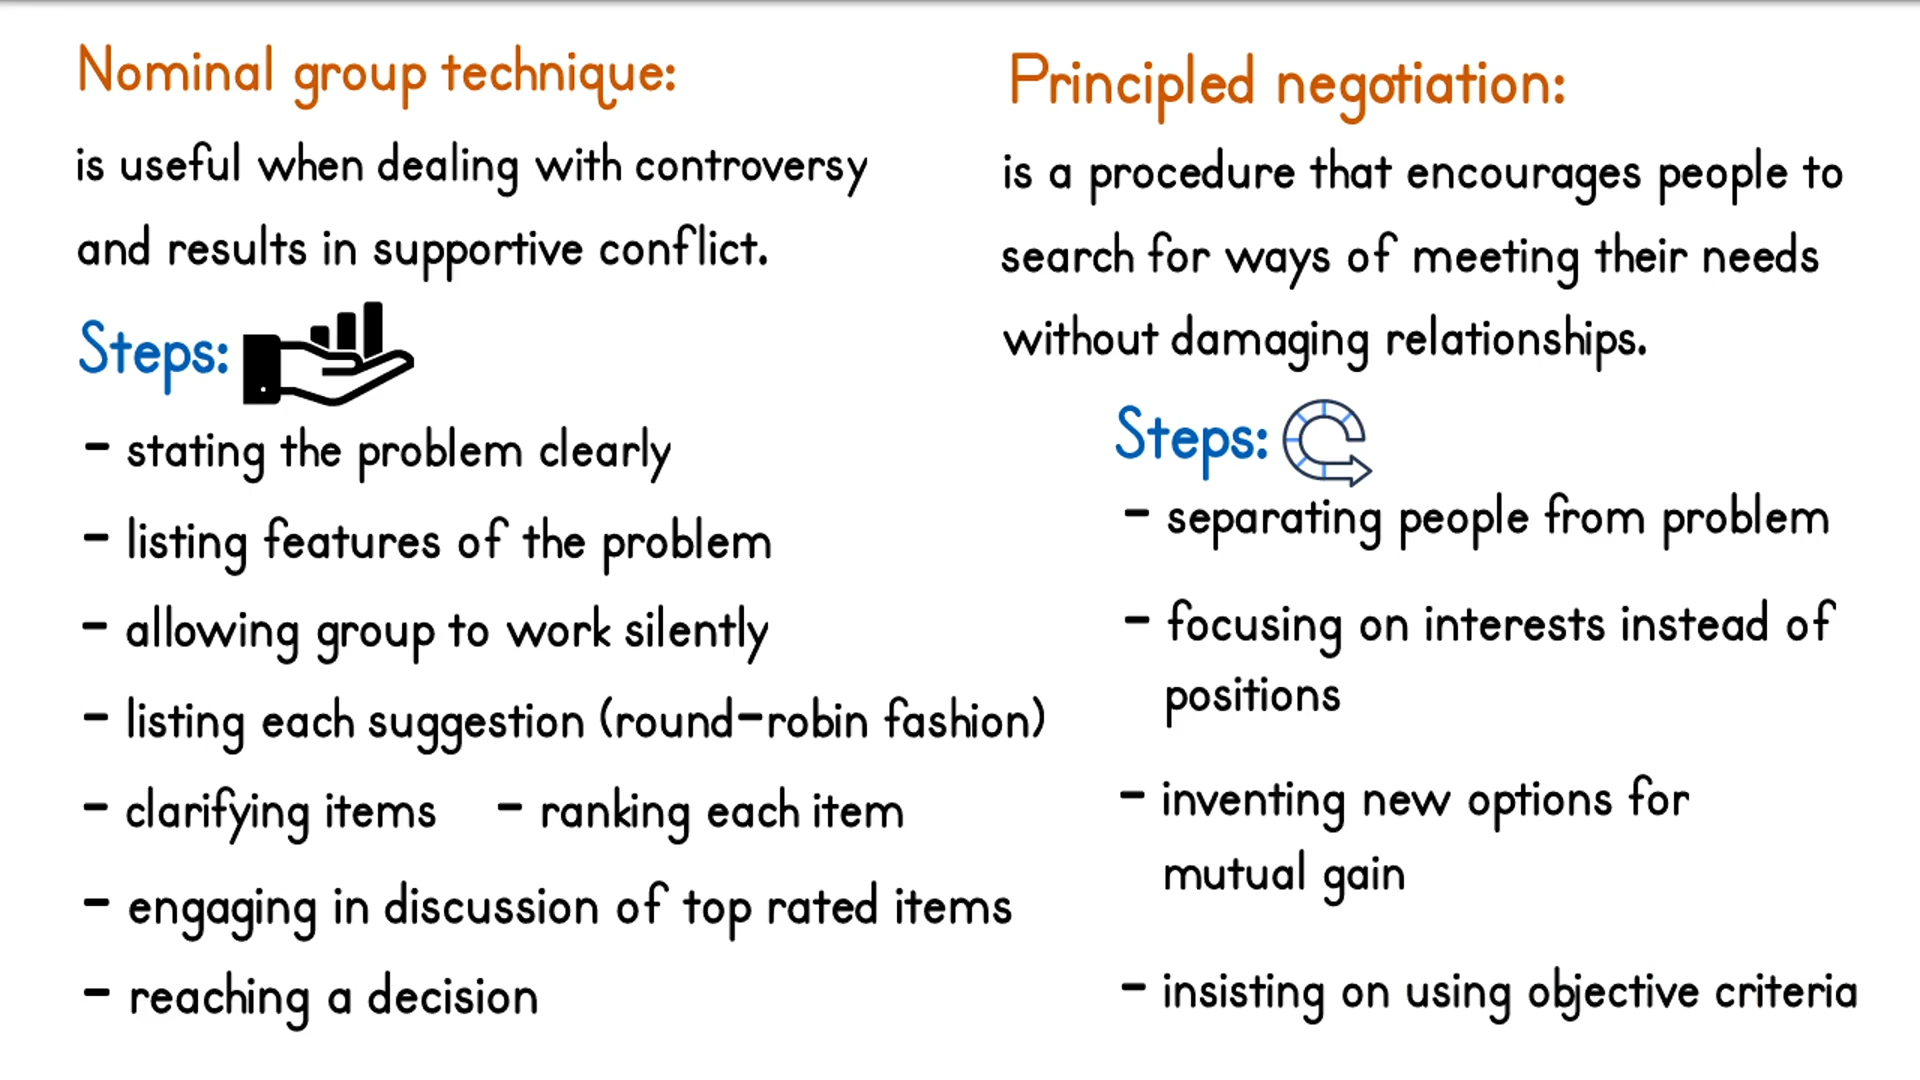 Nominal group technique:
is useful when dealing with controversy
and results in supportive conflict.
Steps:
- stating the problem clearly
- listing features of the problem
- allowing group to work silently
- listing each suggestion (round-robin fashion)
- clarifying items - ranking each item
- engaging in discussion of top rated items
- reaching a decision
Principled negotiation:
is a procedure that encourages people to
search for ways of meeting their needs
without damaging relationships.
Steps:
- separating people from problem
- focusing on interests instead of
positions
- inventing new options for
mutual gain
- insisting on using objective criteria